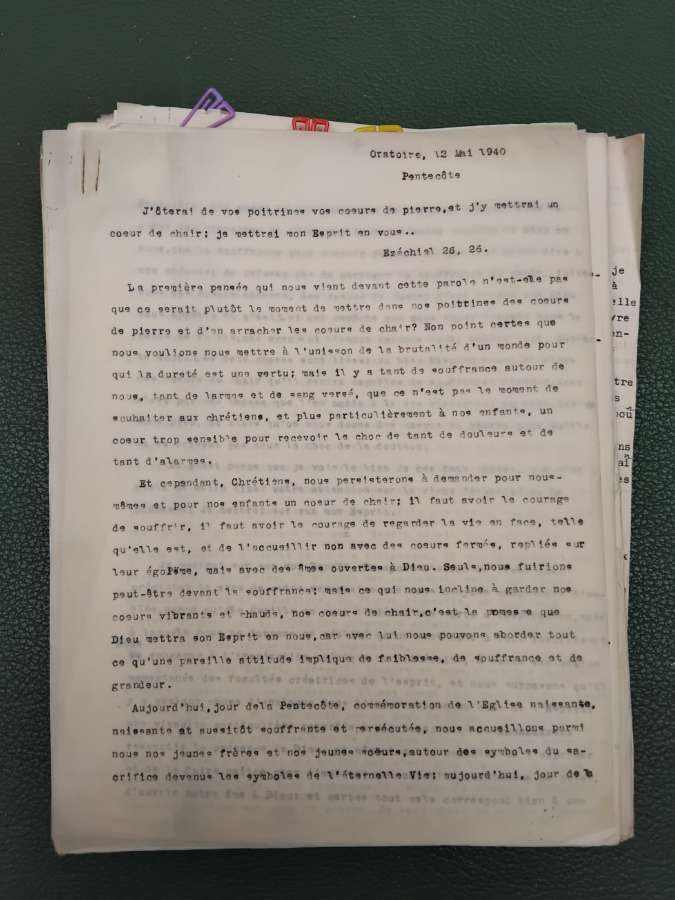 Oratoire, 12 Mai 1940
Pentecôte
J'ôterai de vos poitrines vos coeurs de pierre,et j'y mettrai un
coeur de chair; je mettrai mon Esprit en vous..
Ezéchiel 26, 26.
La première pensée qui nous vient devant cette parole n'est-elle pas
que ce serait plutôt le moment de mettre dans nos poitrines des coeurs
de pierre et d'en arracher les coeurs de chair? Non point certes que
nous voulions nous mettre à l'unisson de la brutalité d'un monde pour
qui la dureté est une vertu; mais il y a tant de souffrance autour de
nous, tant de larmes et de sang versé, que ce n'est pas le moment de
souhaiter aux chrétiens, et plus particulièrement à nos enfants, un
coeur trop sensible pour recevoir le choc de tant de douleurs et de
tant d'alarmes.
Et cependant, Chrétiens, nous persisterons à demander pour nous-
mêmes et pour nos enfants un coeur de chair; il faut avoir le courage
de souffrir, il faut avoir le courage de regarder la vie en face, telle
qu'elle est, et de l'accueillir non avec des coeurs fermés, repliés sur
leur égoïsme, mais avec des âmes ouvertes à Dieu. Seuls,nous fuirions
peut-être devant la souffrance; mais ce qui nous incline à garder nos
coeurs vibrants et chauds, nos coeurs de chair,c'est la promesse que
Dieu mettra son Esprit en nous,car avec lui nous pouvons aborder tout
ce qu'une pareille attitude implique de faiblesse, de souffrance et de
grandeur.
Aujourd'hui,jour dela Pentecôte, commémoration de l'Eglise naissante,
naissante et aussitôt souffrante et persécutée, nous accueillons parmi
nous nos jeunes frères et nos jeunes soeurs,autour des symboles du sa-
crifice devenus les symboles de l'éternelle Vie; aujourd'hui, jour de
je
à
elle
vre
en-
tre
s
ns
ai
es